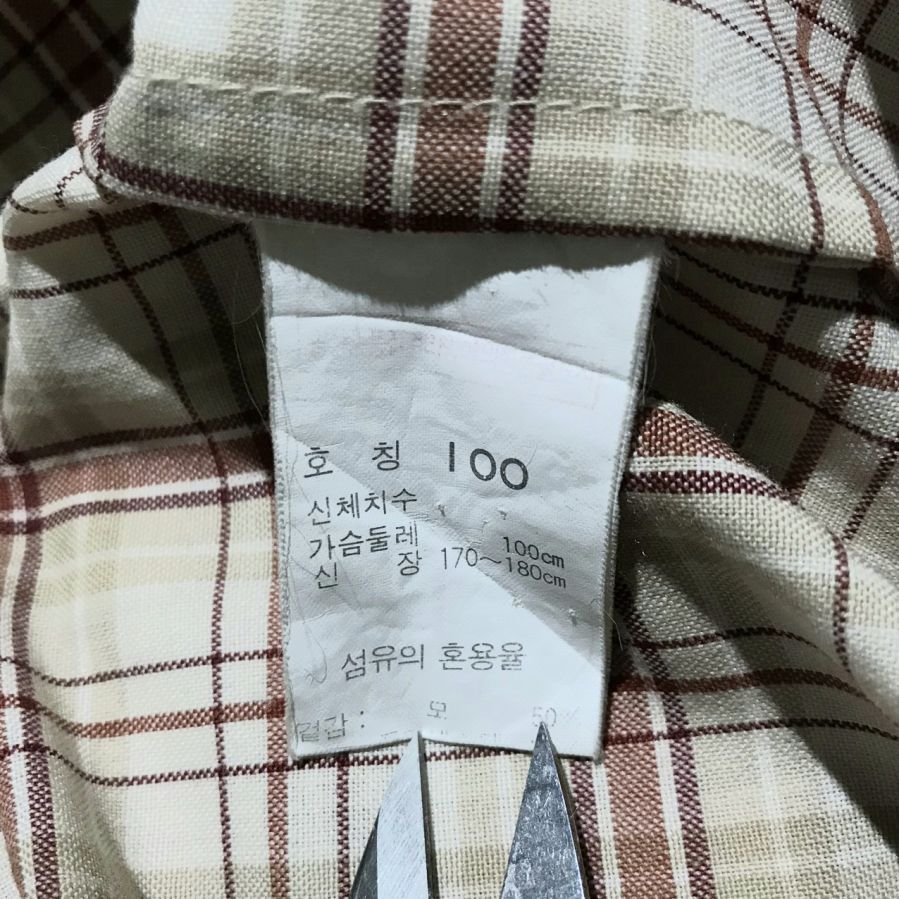 호 칭 100
신체치수
가슴둘레 100cm
신 장 170~180cm
섬유의 혼용율
겉감 : 모 50%